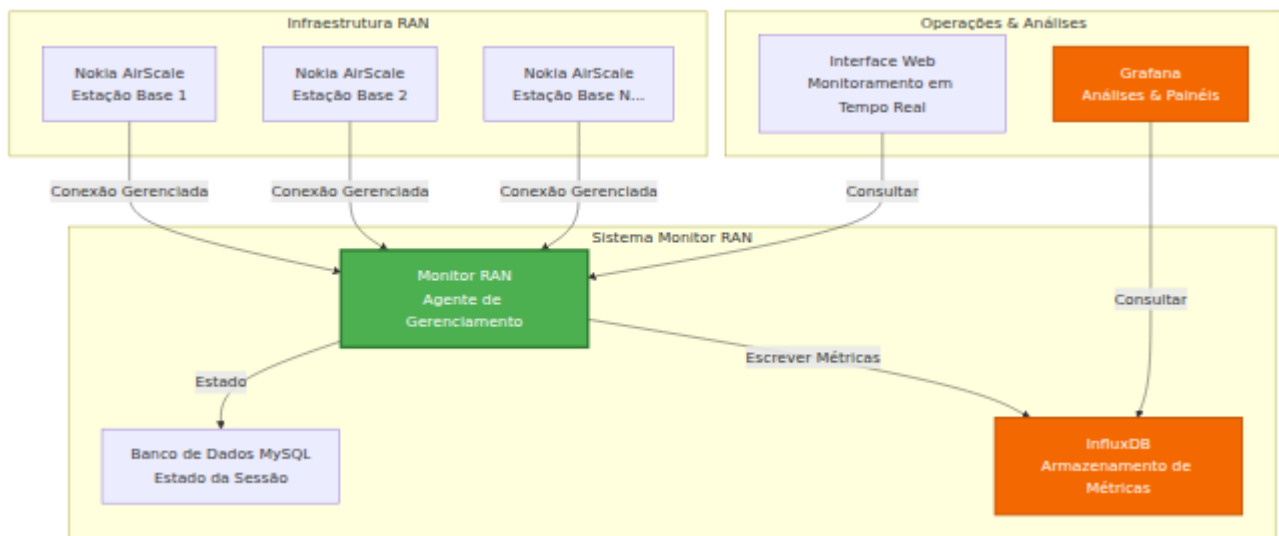 Infraestrutura RAN
Operações & Análises
Nokia AirScale
Estação Base 1
Nokia AirScale
Estação Base 2
Nokia AirScale
Estação Base N...
Interface Web
Monitoramento em
Tempo Real
Grafana
Análises & Painéis
Conexão Gerenciada
Conexão Gerenciada
Conexão Gerenciada
Consultar
Sistema Monitor RAN
Monitor RAN
Agente de
Gerenciamento
Consultar
Escrever Métricas
Estado
Banco de Dados MySQL
Estado da Sessão
InfluxDB
Armazenamento de
Métricas